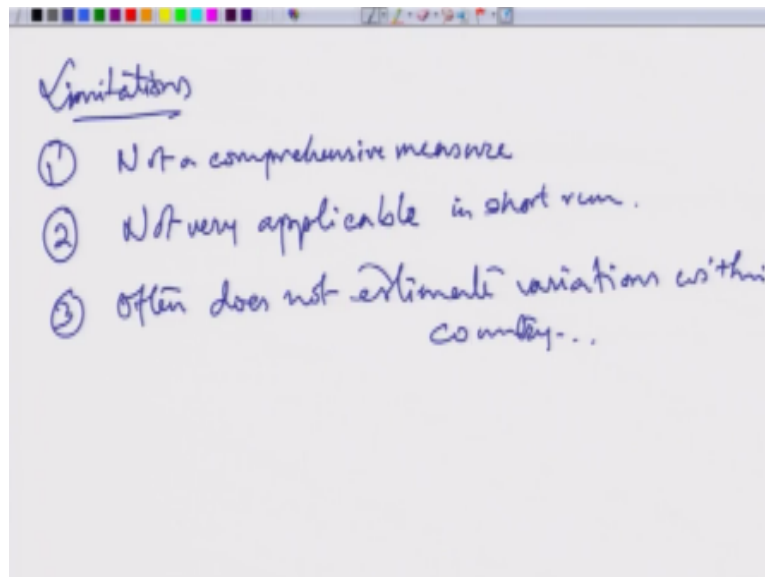 Limitations
① Not a comprehensive measure
② Not very applicable in short run.
③ Often does not estimate variations within
country...